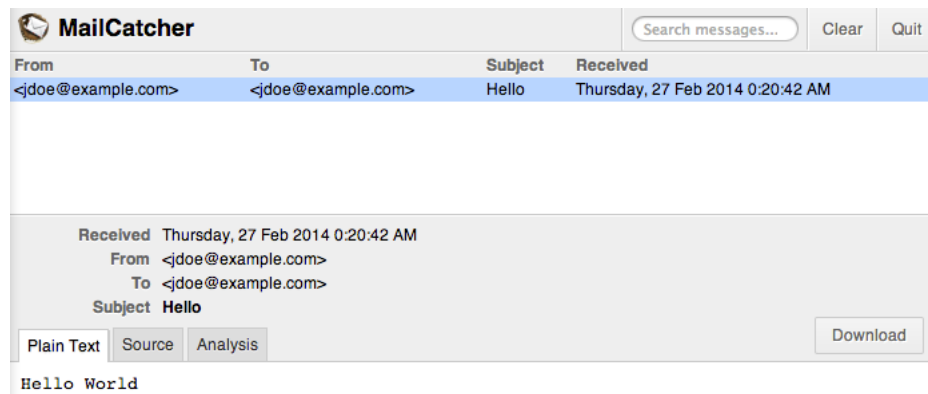 MailCatcher Search messages... Clear Quit
From To Subject Received
<jdoe@example.com> <jdoe@example.com> Hello Thursday, 27 Feb 2014 0:20:42 AM
Received Thursday, 27 Feb 2014 0:20:42 AM
From <jdoe@example.com>
To <jdoe@example.com>
Subject Hello
Plain Text Source Analysis Download
Hello World